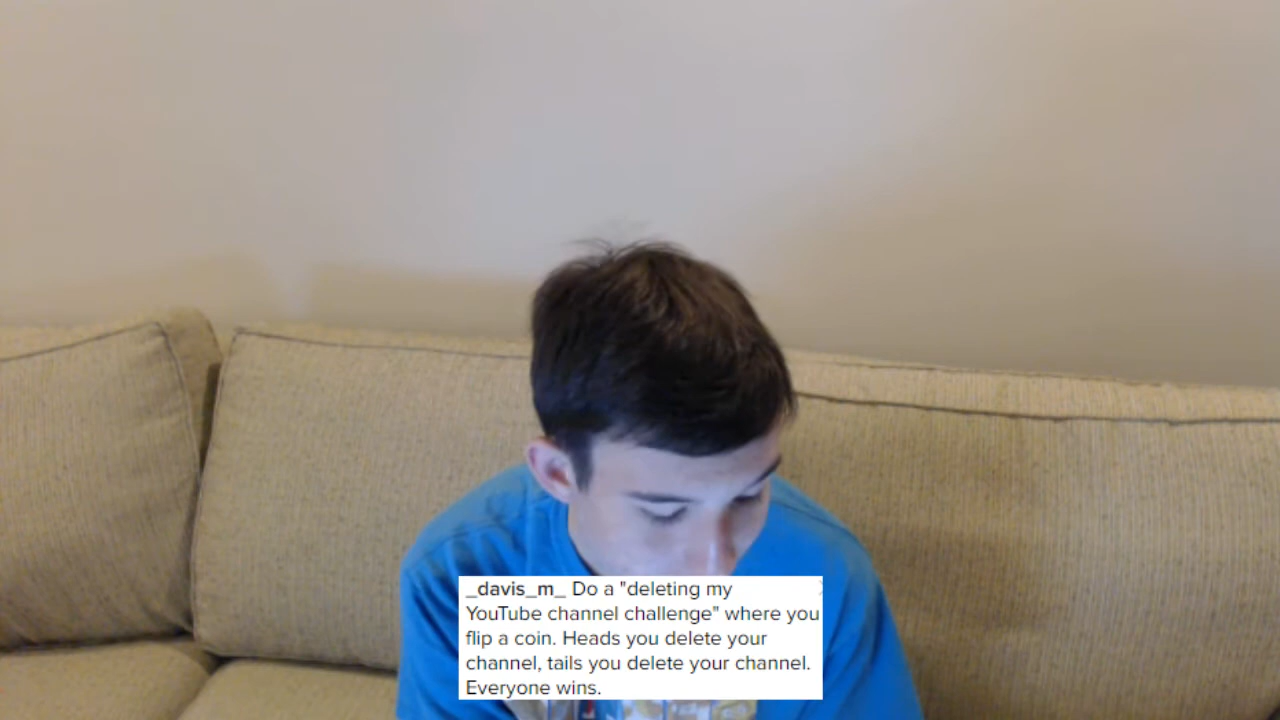 _davis_m_ Do a "deleting my
YouTube channel challenge" where you
flip a coin. Heads you delete your
channel, tails you delete your channel.
Everyone wins.